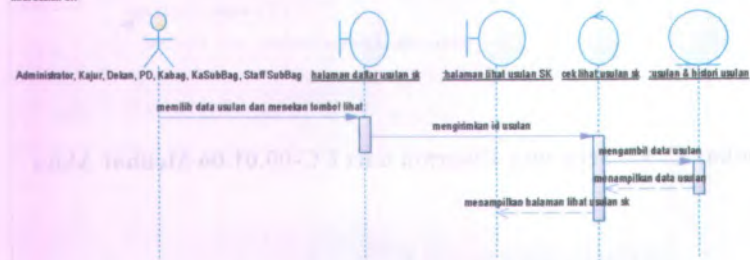 Administrator, Kajur, Dekan, PD, Kabag, KaSubBag, Staff SubBag
halaman daftar usulan sk
:halaman lihat usulan SK
cek lihat usulan sk
:usulan & histori usulan
memilih data usulan dan menekan tombol lihat
mengirimkan id usulan
mengambil data usulan
menampilkan data usulan
menampilkan halaman lihat usulan sk